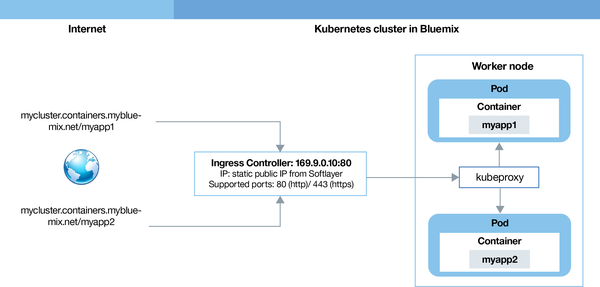 Internet
Kubernetes cluster in Bluemix
mycluster.containers.myblue-
mix.net/myapp1
mycluster.containers.myblue-
mix.net/myapp2
Ingress Controller: 169.9.0.10:80
IP: static public IP from Softlayer
Supported ports: 80 (http)/ 443 (https)
Worker node
Pod
Container
myapp1
kubeproxy
Pod
Container
myapp2